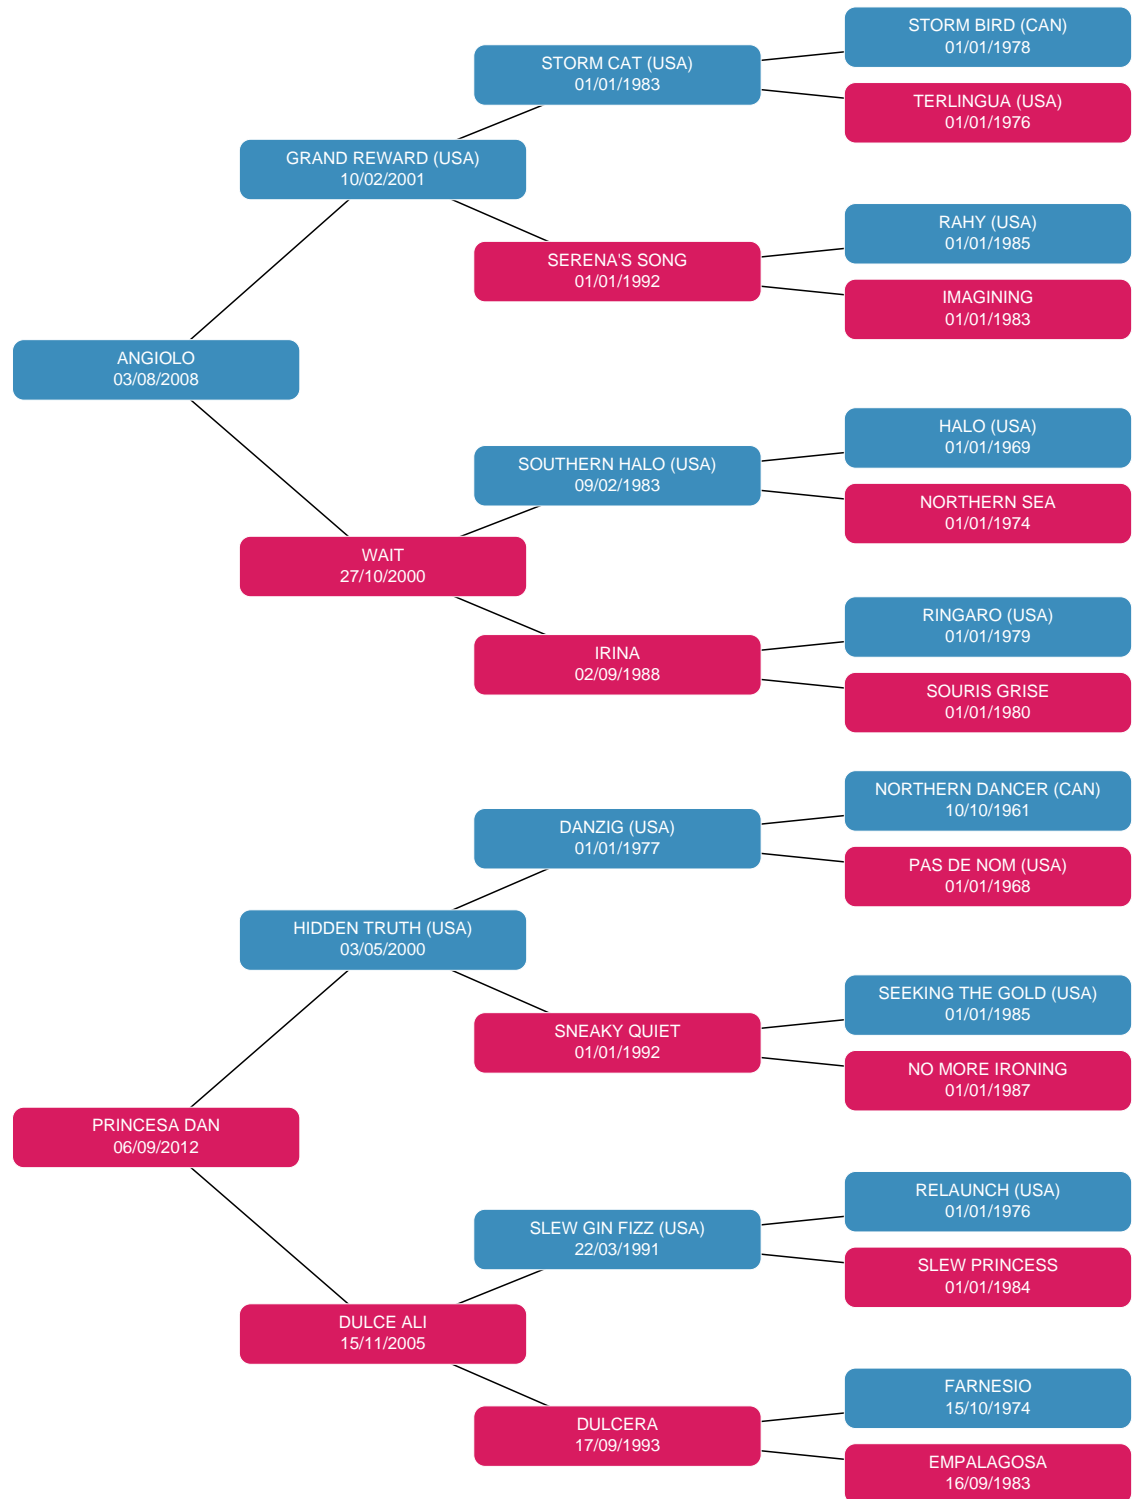 STORM BIRD (CAN)
01/01/1978
STORM CAT (USA)
01/01/1983
TERLINGUA (USA)
01/01/1976
GRAND REWARD (USA)
10/02/2001
RAHY (USA)
01/01/1985
SERENA'S SONG
01/01/1992
IMAGINING
01/01/1983
ANGIOLO
03/08/2008
HALO (USA)
01/01/1969
SOUTHERN HALO (USA)
09/02/1983
NORTHERN SEA
01/01/1974
WAIT
27/10/2000
RINGARO (USA)
01/01/1979
IRINA
02/09/1988
SOURIS GRISE
01/01/1980
NORTHERN DANCER (CAN)
10/10/1961
DANZIG (USA)
01/01/1977
PAS DE NOM (USA)
01/01/1968
HIDDEN TRUTH (USA)
03/05/2000
SEEKING THE GOLD (USA)
01/01/1985
SNEAKY QUIET
01/01/1992
NO MORE IRONING
01/01/1987
PRINCESA DAN
06/09/2012
RELAUNCH (USA)
01/01/1976
SLEW GIN FIZZ (USA)
22/03/1991
SLEW PRINCESS
01/01/1984
DULCE ALI
15/11/2005
FARNESIO
15/10/1974
DULCERA
17/09/1993
EMPALAGOSA
16/09/1983